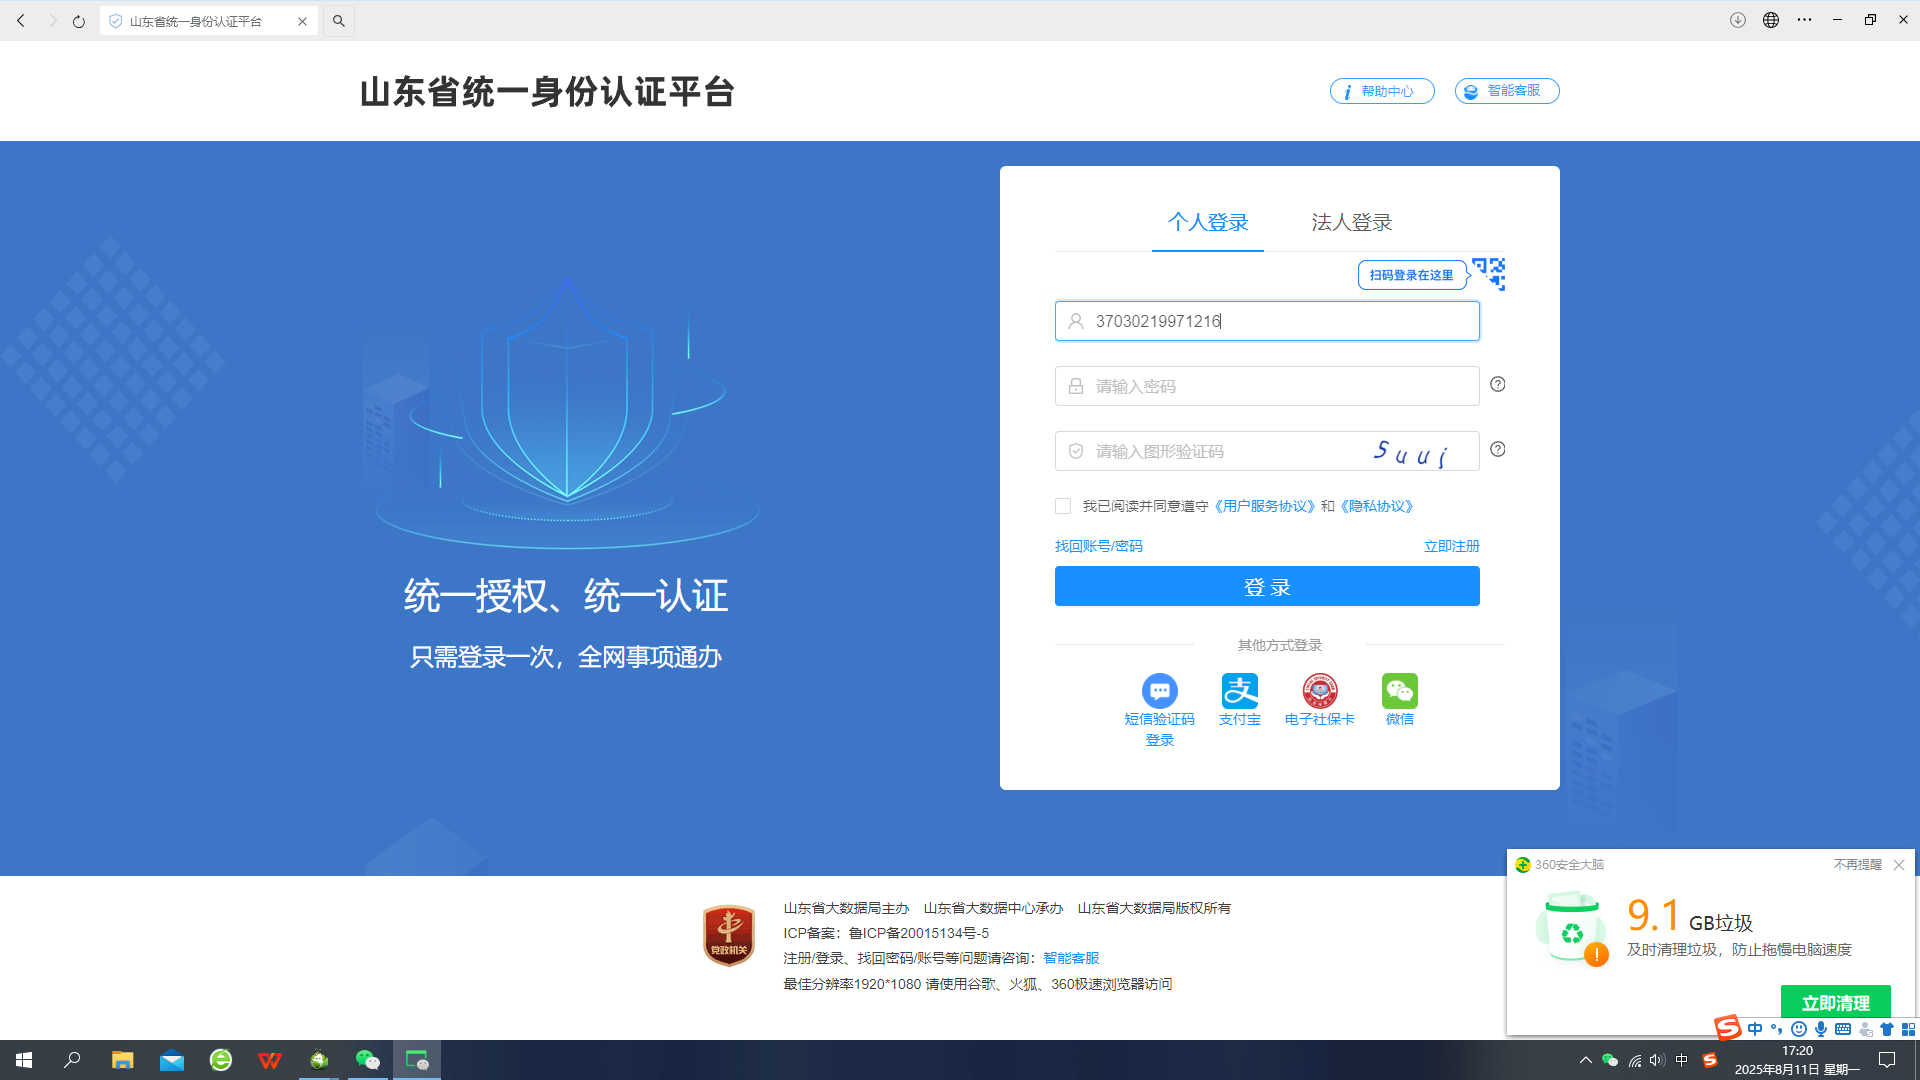 山东省统一身份认证平台
山东省统一身份认证平台
帮助中心
智能客服
个人登录
法人登录
扫码登录在这里
37030219971216
请输入密码
请输入图形验证码
Suuj
我已阅读并同意遵守《用户服务协议》和《隐私协议》
找回账号/密码
立即注册
登录
其他方式登录
短信验证码
登录
支付宝
电子社保卡
微信
统一授权、统一认证
只需登录一次，全网事项通办
党政机关
山东省大数据局主办 山东省大数据中心承办 山东省大数据局版权所有
ICP备案：鲁ICP备20015134号-5
注册/登录、找回密码/账号等问题请咨询：智能客服
最佳分辨率1920*1080 请使用谷歌、火狐、360极速浏览器访问
360安全大脑
不再提醒
9.1 GB垃圾
及时清理垃圾，防止拖慢电脑速度
立即清理
中
中
17:20
2025年8月11日 星期一